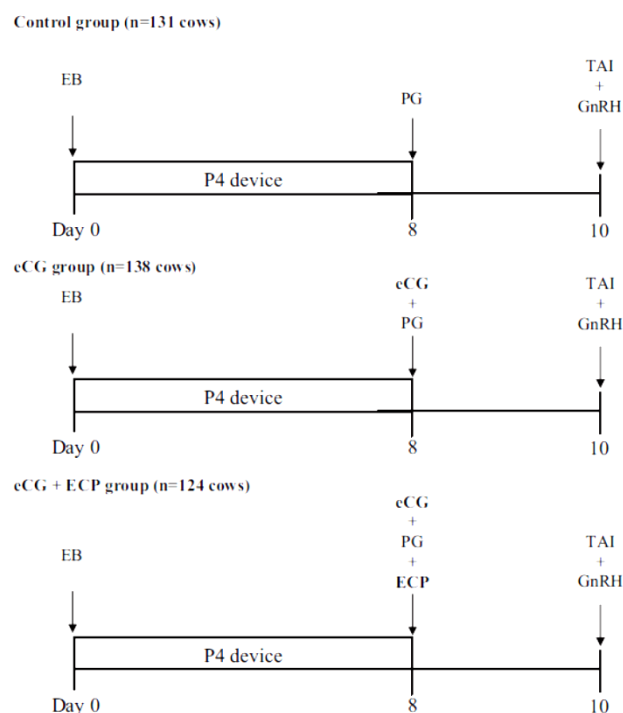 Control group (n=131 cows)
EB
PG
TAI
+
GnRH
P4 device
Day 0
8
10
eCG group (n=138 cows)
EB
eCG
+
PG
TAI
+
GnRH
P4 device
Day 0
8
10
eCG + ECP group (n=124 cows)
EB
eCG
+
PG
+
ECP
TAI
+
GnRH
P4 device
Day 0
8
10